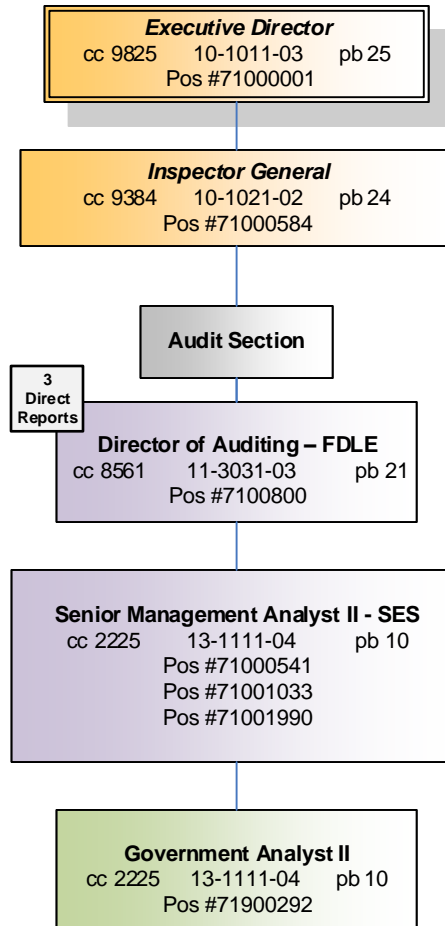 Executive Director
cc 9825 10-1011-03 pb 25
Pos #71000001
Inspector General
cc 9384 10-1021-02 pb 24
Pos #71000584
Audit Section
3
Direct
Reports
Director of Auditing – FDLE
cc 8561 11-3031-03 pb 21
Pos #7100800
Senior Management Analyst II - SES
cc 2225 13-1111-04 pb 10
Pos #71000541
Pos #71001033
Pos #71001990
Government Analyst II
cc 2225 13-1111-04 pb 10
Pos #71900292